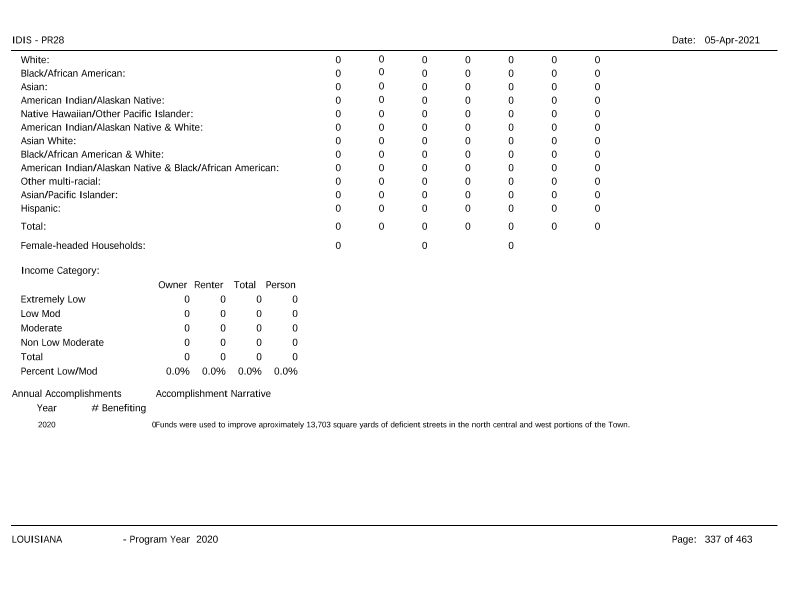 IDIS - PR28 Date: 05-Apr-2021
White: 0 0 0 0 0 0 0
Black/African American: 0 0 0 0 0 0 0
Asian: 0 0 0 0 0 0 0
American Indian/Alaskan Native: 0 0 0 0 0 0 0
Native Hawaiian/Other Pacific Islander: 0 0 0 0 0 0 0
American Indian/Alaskan Native & White: 0 0 0 0 0 0 0
Asian White: 0 0 0 0 0 0 0
Black/African American & White: 0 0 0 0 0 0 0
American Indian/Alaskan Native & Black/African American: 0 0 0 0 0 0 0
Other multi-racial: 0 0 0 0 0 0 0
Asian/Pacific Islander: 0 0 0 0 0 0 0
Hispanic: 0 0 0 0 0 0 0
Total: 0 0 0 0 0 0 0
Female-headed Households: 0 0 0
Income Category:
Owner Renter Total Person
Extremely Low 0 0 0 0
Low Mod 0 0 0 0
Moderate 0 0 0 0
Non Low Moderate 0 0 0 0
Total 0 0 0 0
Percent Low/Mod 0.0% 0.0% 0.0% 0.0%
Annual Accomplishments Accomplishment Narrative
Year # Benefiting
2020 0Funds were used to improve aproximately 13,703 square yards of deficient streets in the north central and west portions of the Town.
LOUISIANA - Program Year 2020 Page: 337 of 463